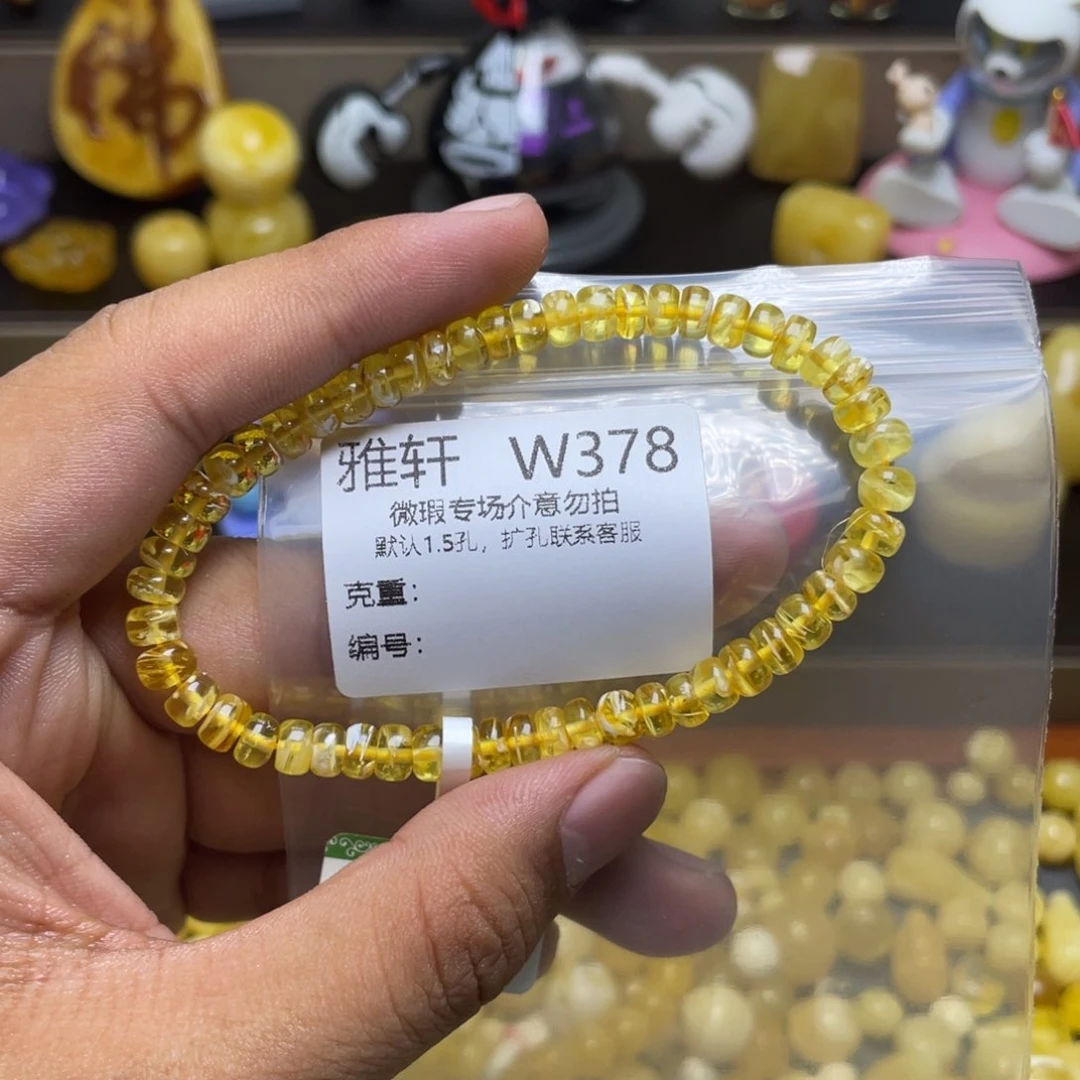 雅轩 W378
微瑕专场介意勿拍
默认1.5孔，扩孔联系客服
克重：
编号：